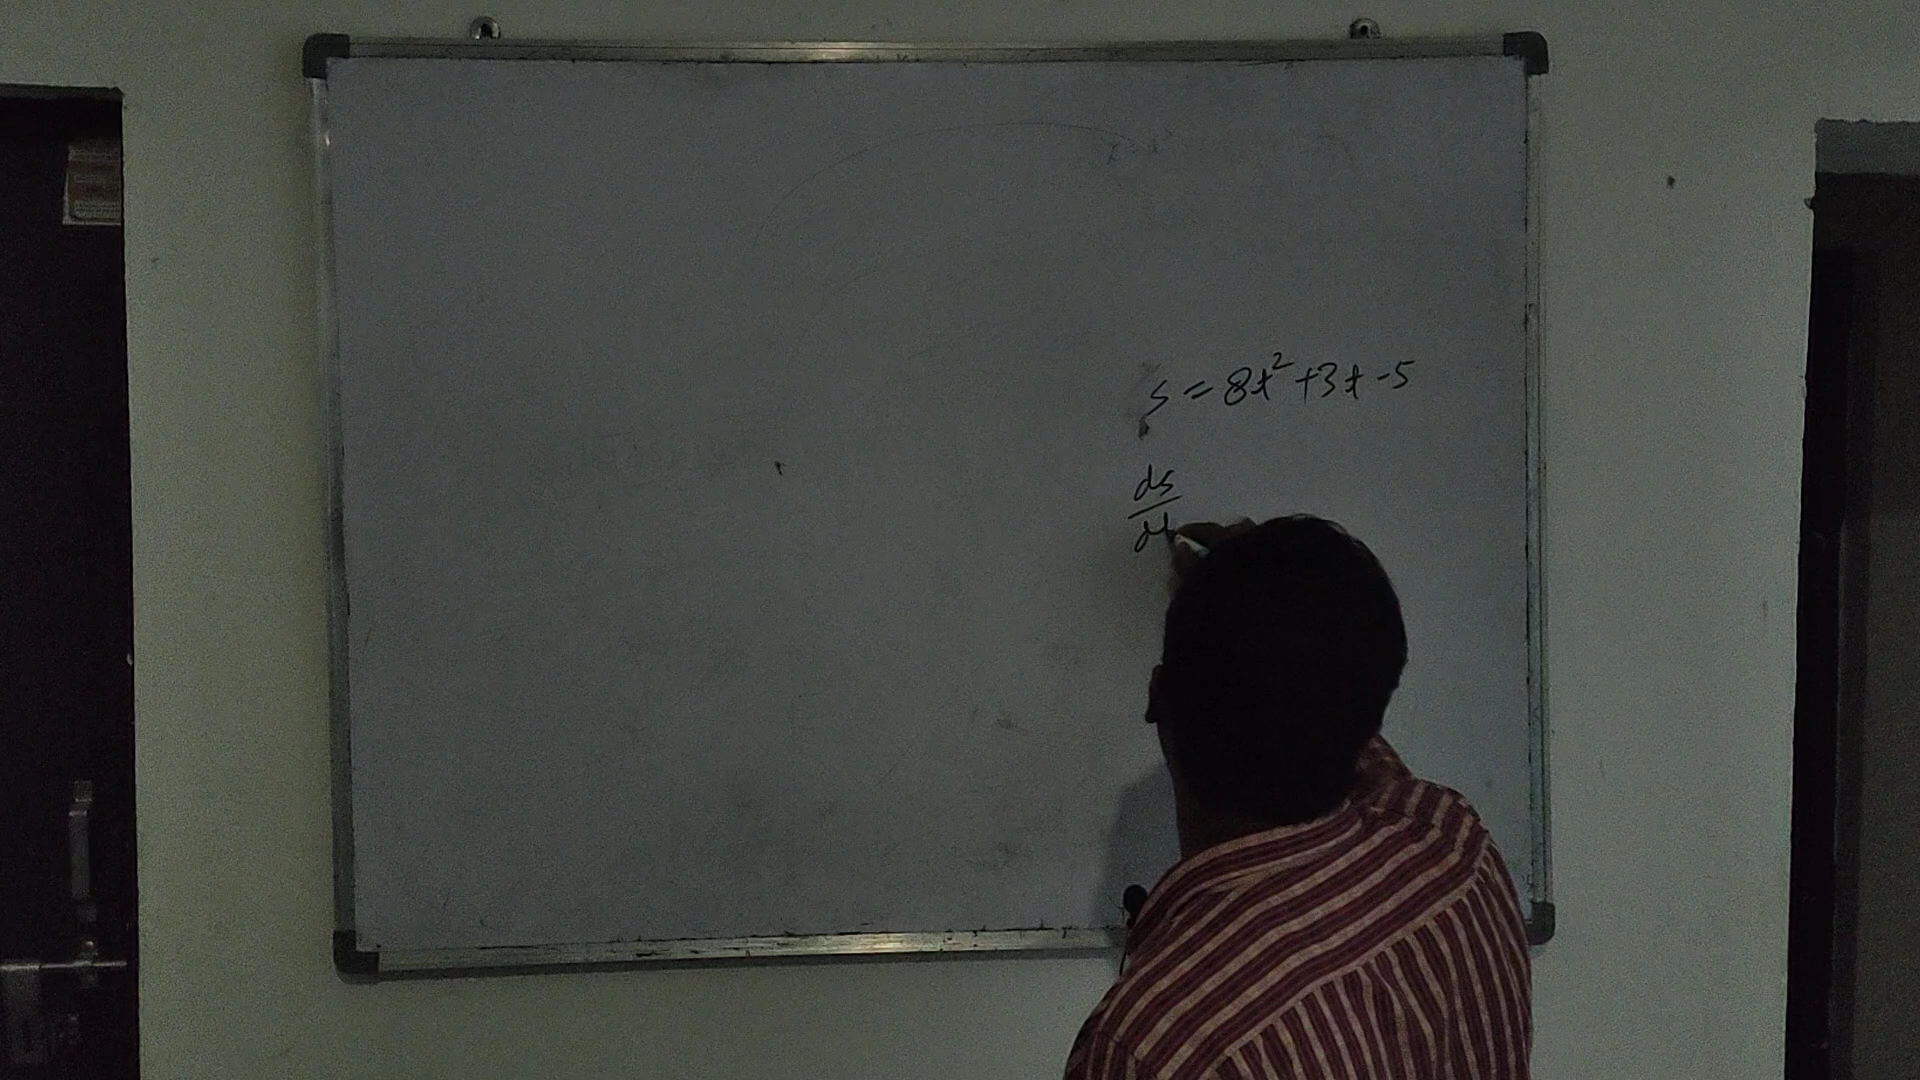 s = 8t² + 3t - 5
ds
dt